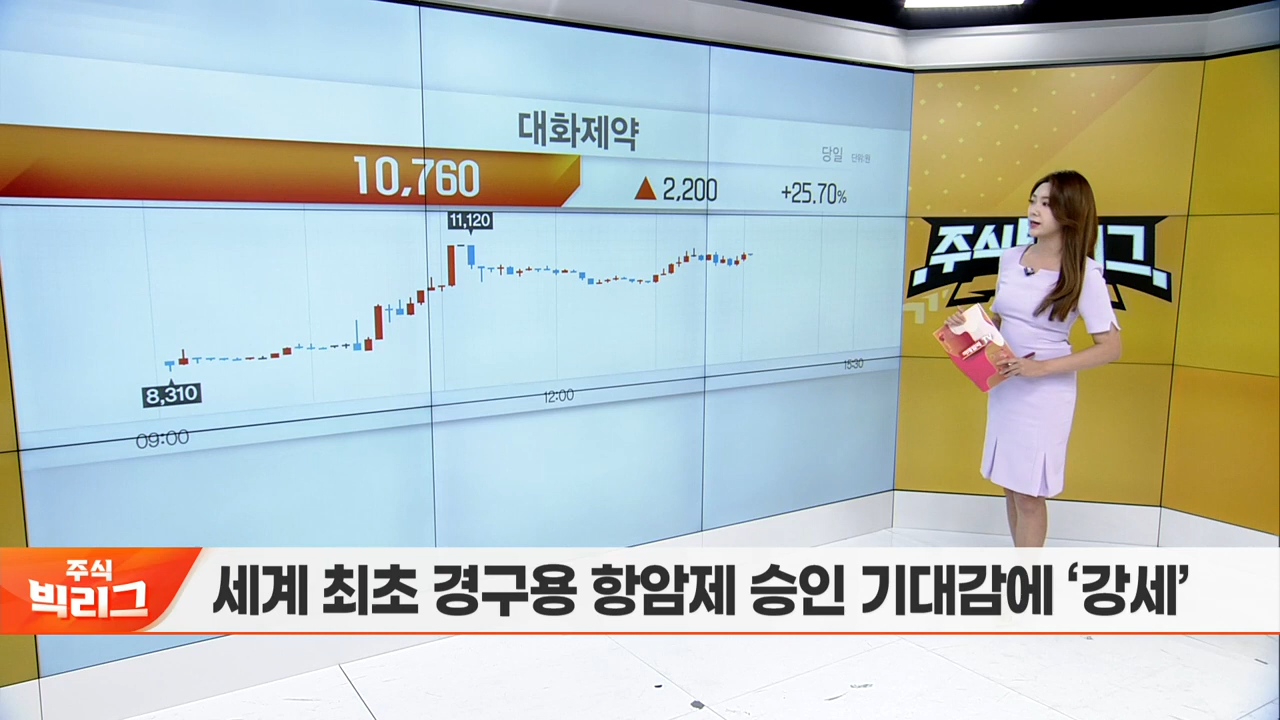 대화제약
당일 단위:원
10,760 ▲ 2,200 +25.70%
11,120
8,310
09:00 12:00 15:30
주식
빅리그
세계 최초 경구용 항암제 승인 기대감에 ‘강세’